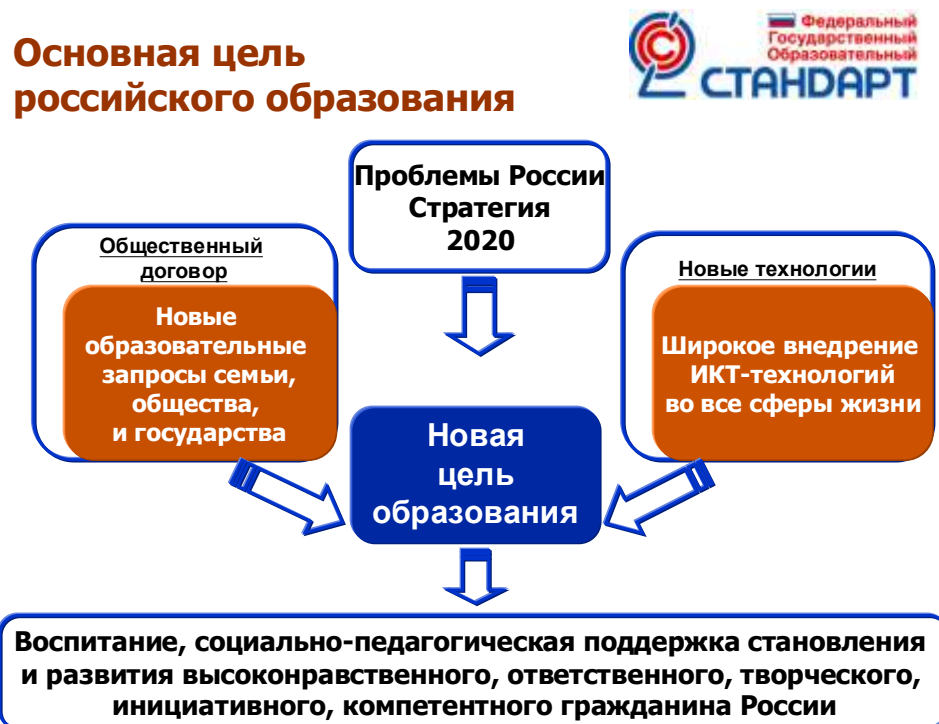 Основная цель
российского образования
Федеральный
Государственный
Образовательный
СТАНДАРТ
Проблемы России
Стратегия
2020
Общественный
договор
Новые
образовательные
запросы семьи,
общества,
и государства
Новые технологии
Широкое внедрение
ИКТ-технологий
во все сферы жизни
Новая
цель
образования
Воспитание, социально-педагогическая поддержка становления
и развития высоконравственного, ответственного, творческого,
инициативного, компетентного гражданина России